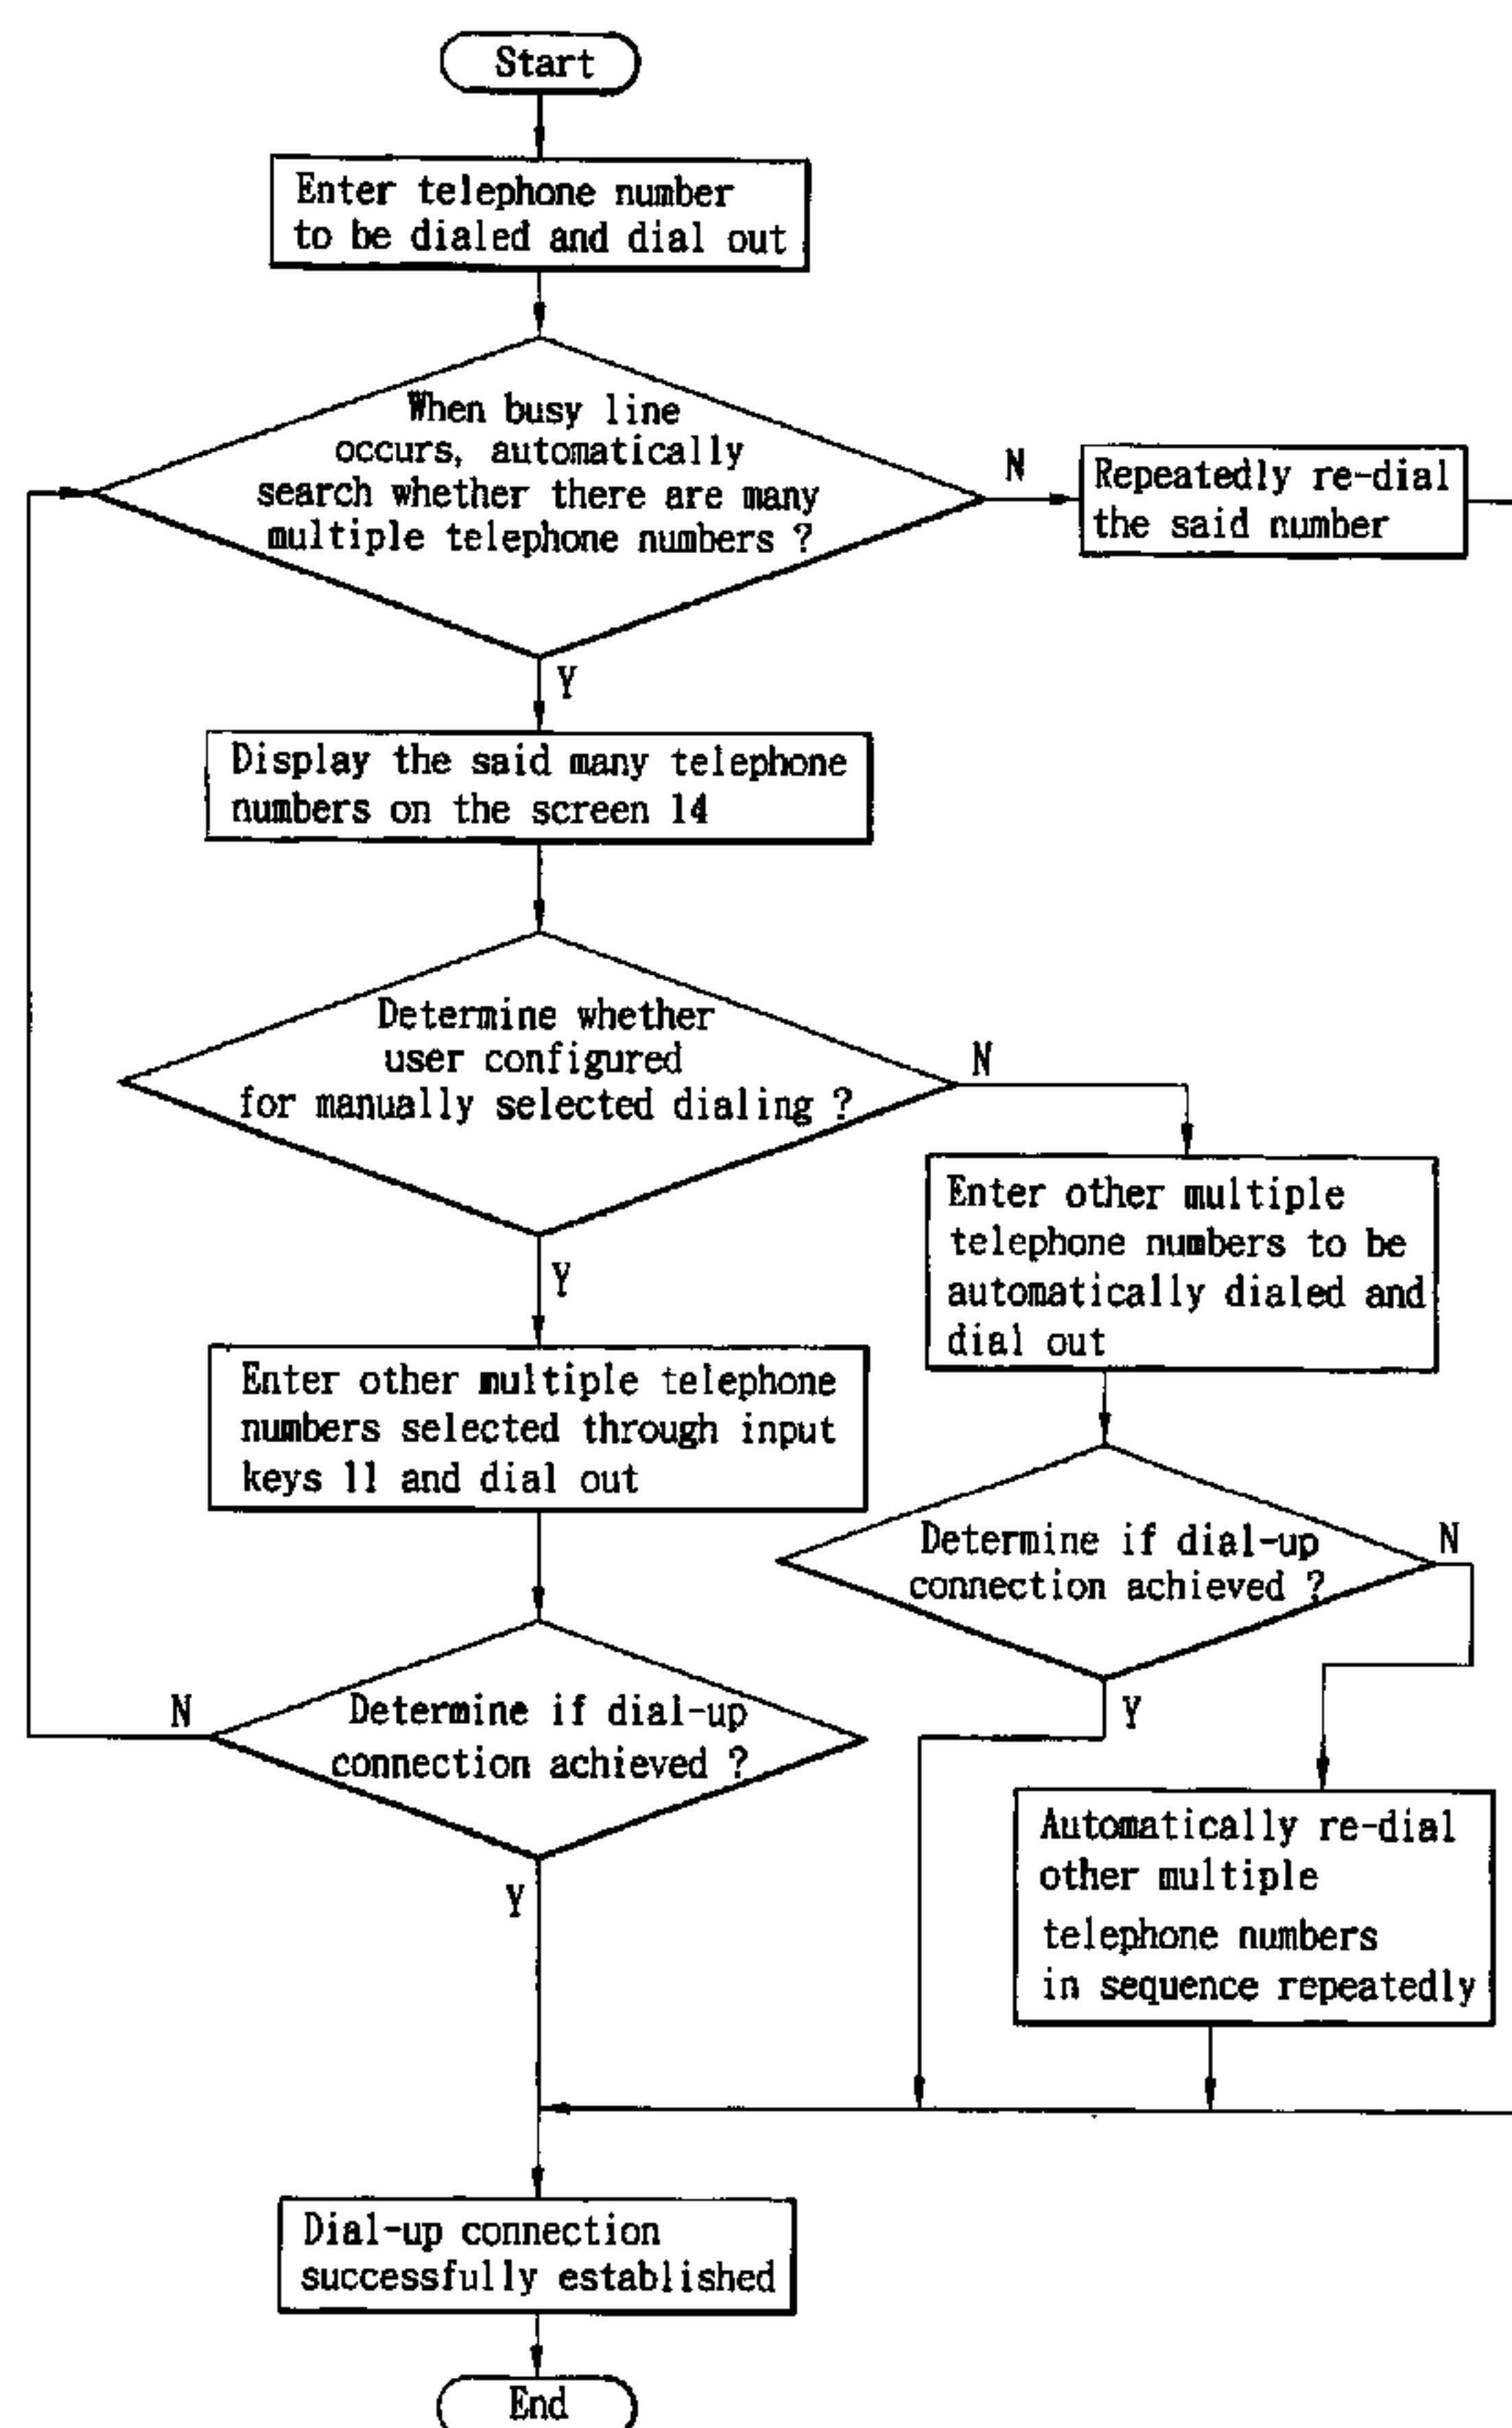 Start
Enter telephone number
to be dialed and dial out
When busy line
occurs, automatically
search whether there are many
multiple telephone numbers ?
N
Repeatedly re-dial
the said number
Y
Display the said many telephone
numbers on the screen 14
Determine whether
user configured
for manually selected dialing ?
N
Y
Enter other multiple
telephone numbers to be
automatically dialed and
dial out
Enter other multiple telephone
numbers selected through input
keys 11 and dial out
Determine if dial-up
connection achieved ?
N
Y
Determine if dial-up
connection achieved ?
N
Y
Automatically re-dial
other multiple
telephone numbers
in sequence repeatedly
Dial-up connection
successfully established
End